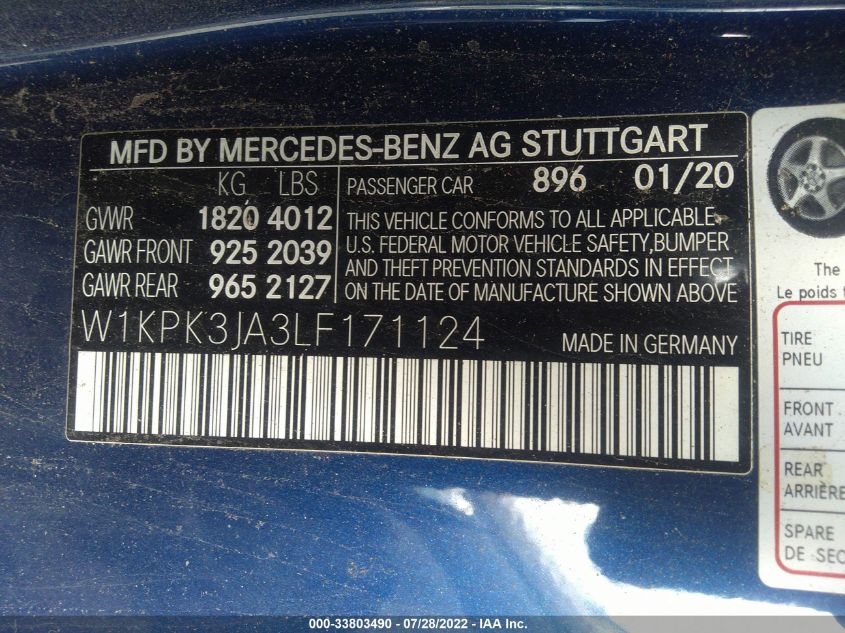 MFD BY MERCEDES-BENZ AG STUTTGART
KG LBS
GVWR 1820 4012
GAWR FRONT 925 2039
GAWR REAR 965 2127
PASSENGER CAR 896 01/20
THIS VEHICLE CONFORMS TO ALL APPLICABLE
U.S. FEDERAL MOTOR VEHICLE SAFETY,BUMPER
AND THEFT PREVENTION STANDARDS IN EFFECT
ON THE DATE OF MANUFACTURE SHOWN ABOVE
W1KPK3JA3LF171124
MADE IN GERMANY
The
Le poids
TIRE
PNEU
FRONT
AVANT
REAR
ARRIÈRE
SPARE
DE SEC
000-33803490 - 07/28/2022 - IAA Inc.